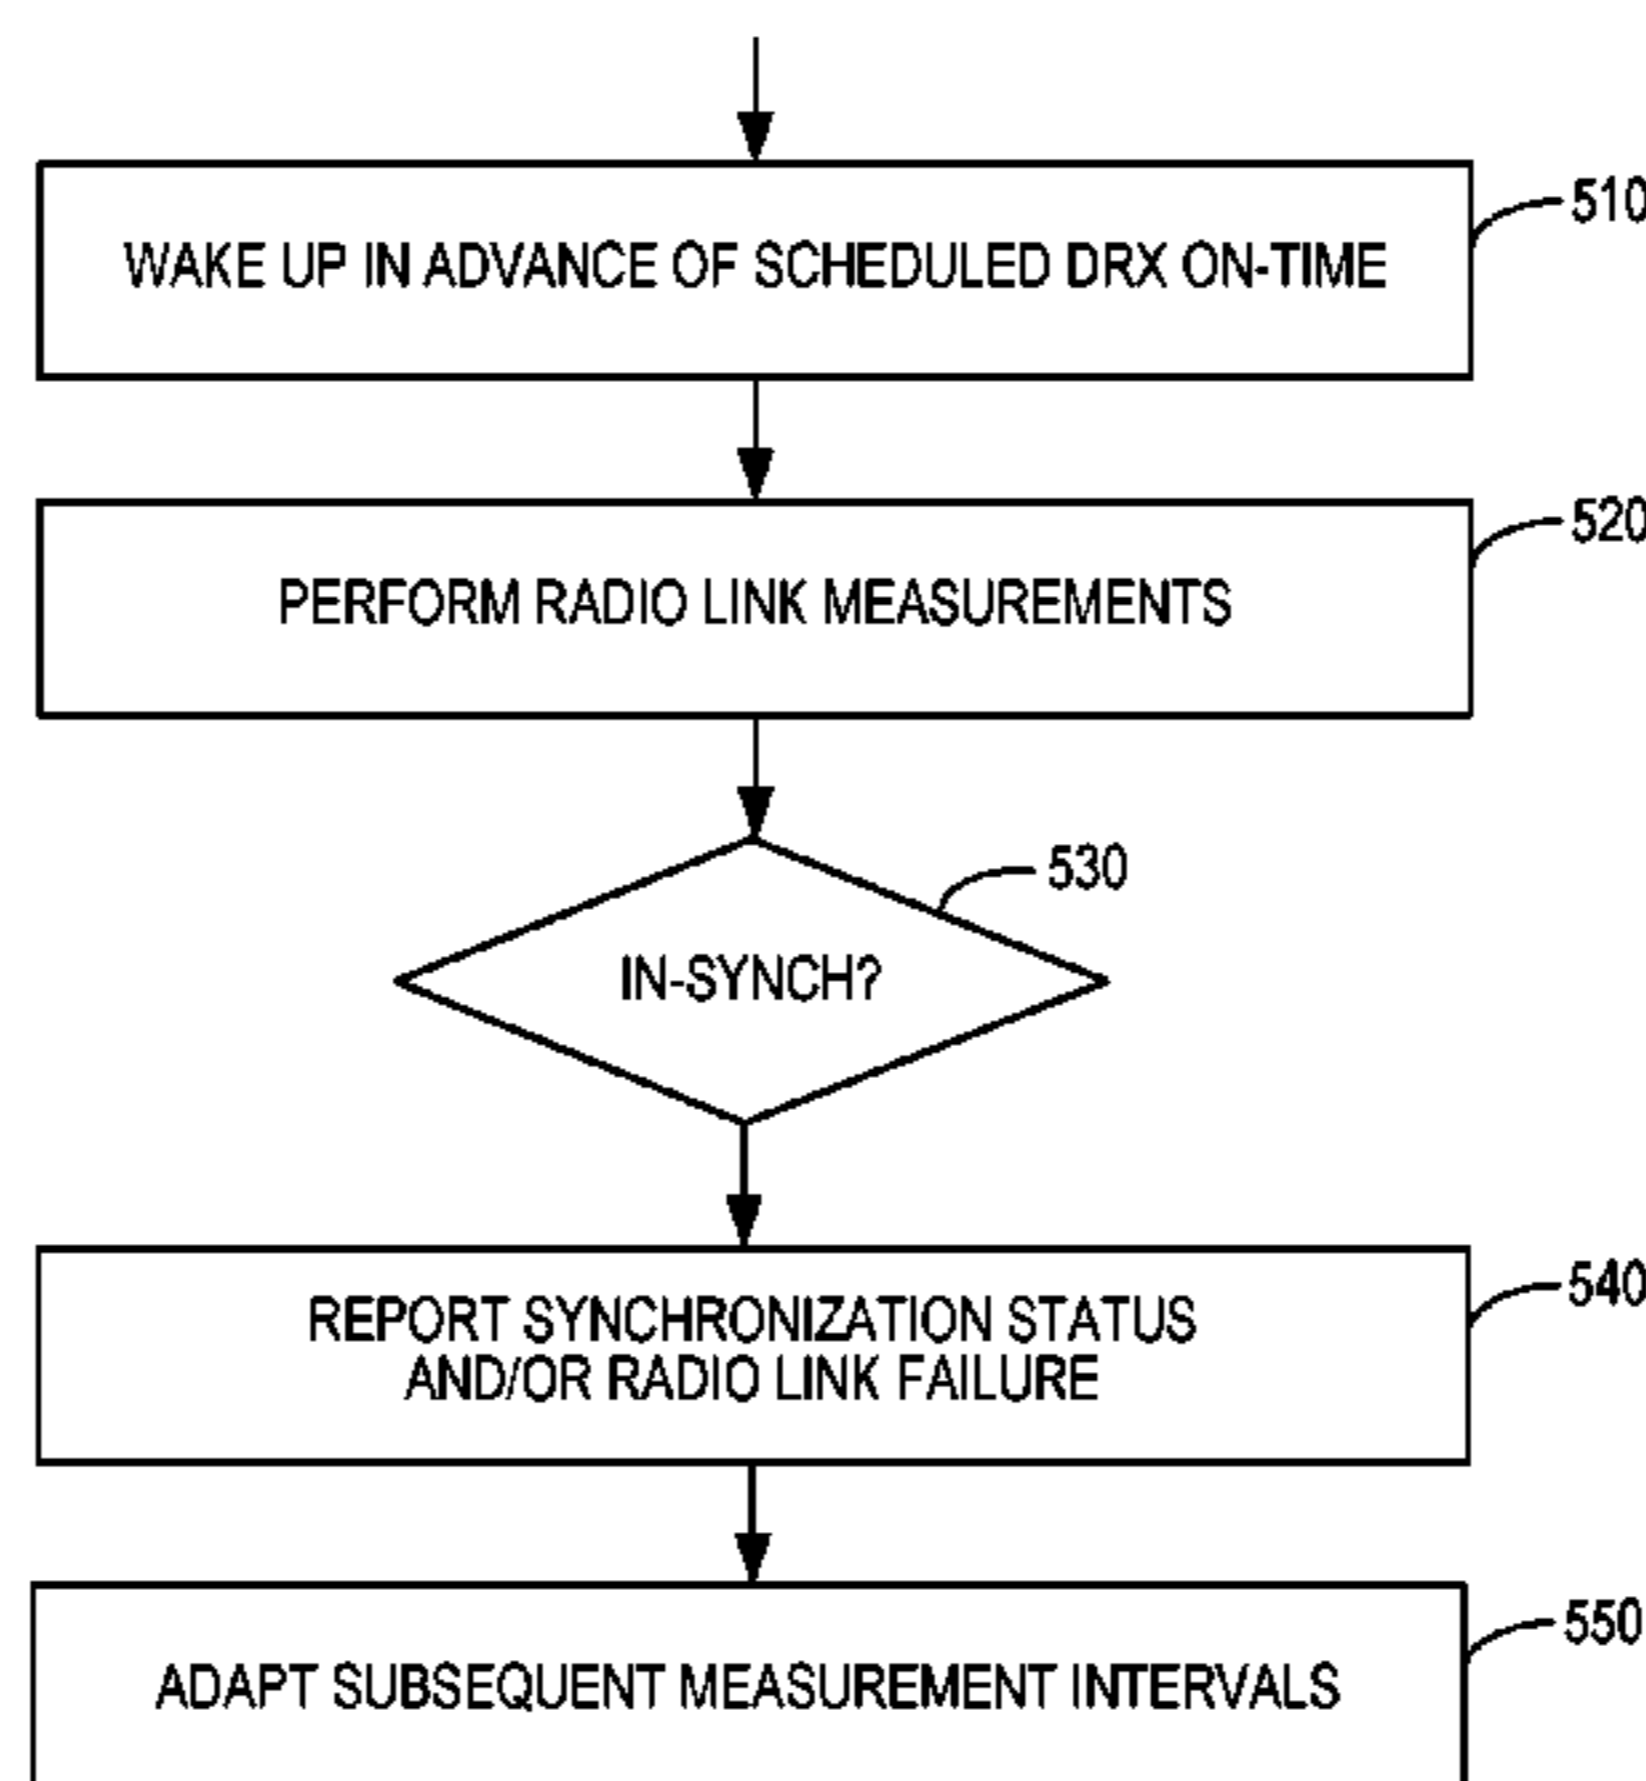 510
WAKE UP IN ADVANCE OF SCHEDULED DRX ON-TIME
520
PERFORM RADIO LINK MEASUREMENTS
530
IN-SYNCH?
540
REPORT SYNCHRONIZATION STATUS
AND/OR RADIO LINK FAILURE
550
ADAPT SUBSEQUENT MEASUREMENT INTERVALS